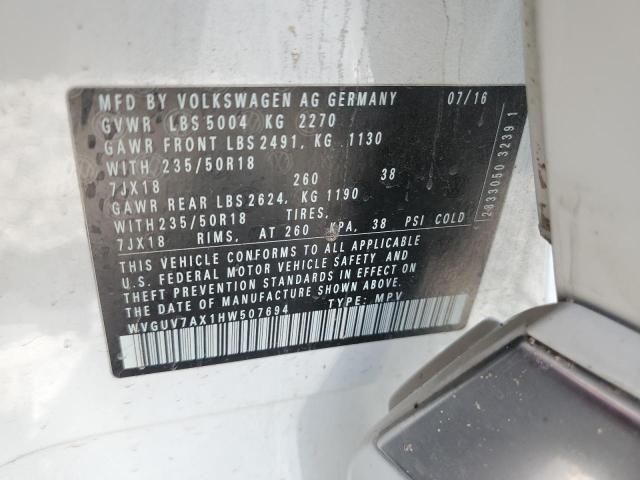 MFD BY VOLKSWAGEN AG GERMANY 07/16
GVWR LBS 5004 KG 2270
GAWR FRONT LBS 2491, KG 1130
WITH 235/50R18
7JX18 260 38
GAWR REAR LBS 2624, KG 1190
WITH 235/50R18 TIRES,
7JX18 RIMS, AT 260 KPA, 38 PSI COLD
THIS VEHICLE CONFORMS TO ALL APPLICABLE
U.S. FEDERAL MOTOR VEHICLE SAFETY AND
THEFT PREVENTION STANDARDS IN EFFECT ON
THE DATE OF MANUFACTURE SHOWN ABOVE.
WVGUV7AX1HW507694 TYPE: MPV
2833050 3239 1